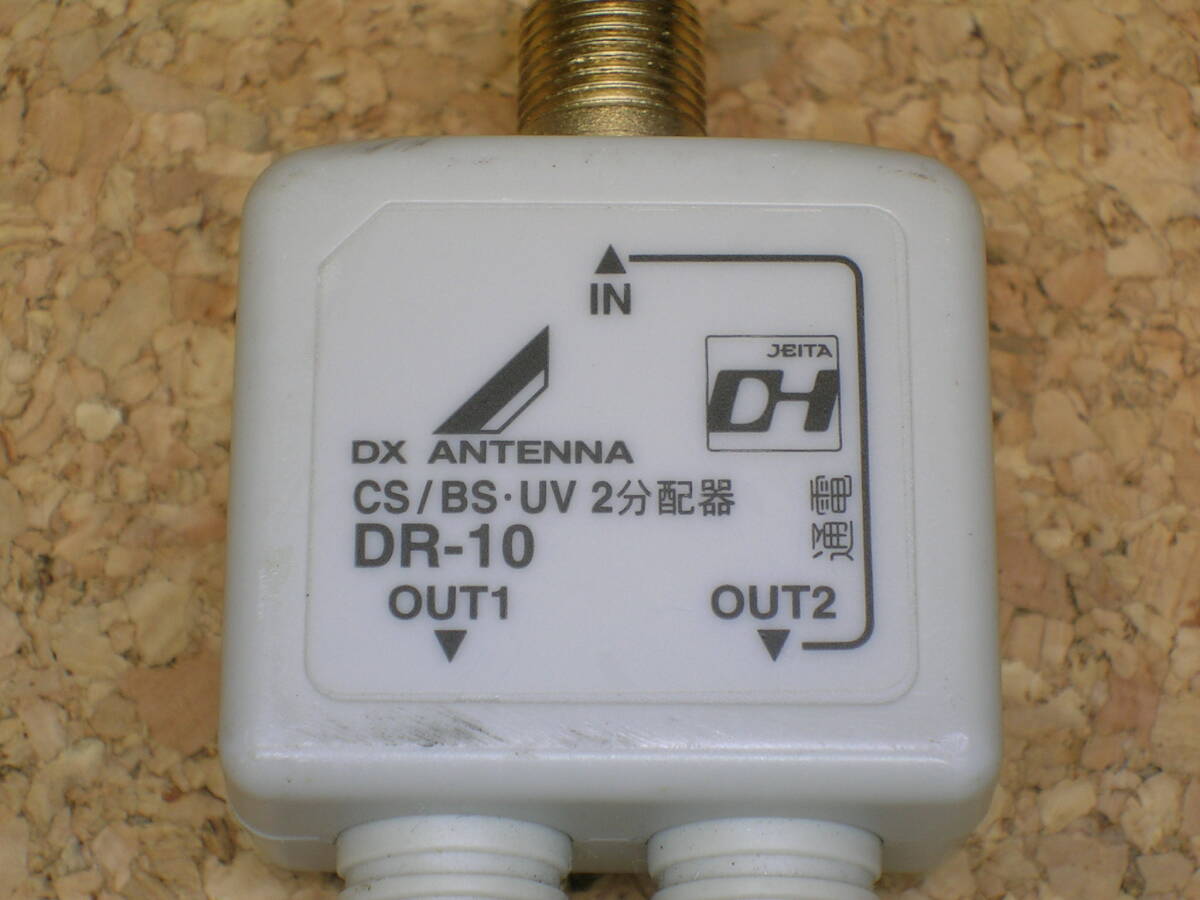 IN
JEITA
DH
DX ANTENNA
CS/BS·UV 2分配器
DR-10
通電
OUT1
OUT2